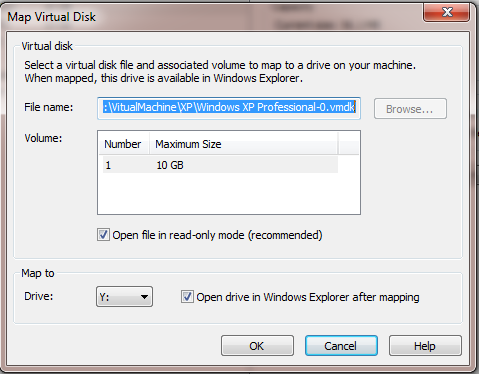 Map Virtual Disk
Virtual disk
Select a virtual disk file and associated volume to map to a drive on your machine.
When mapped, this drive is available in Windows Explorer.
File name: :\VitualMachine\XP\Windows XP Professional-0.vmdk Browse...
Volume:
Number Maximum Size
1 10 GB
Open file in read-only mode (recommended)
Map to
Drive: Y: Open drive in Windows Explorer after mapping
OK Cancel Help